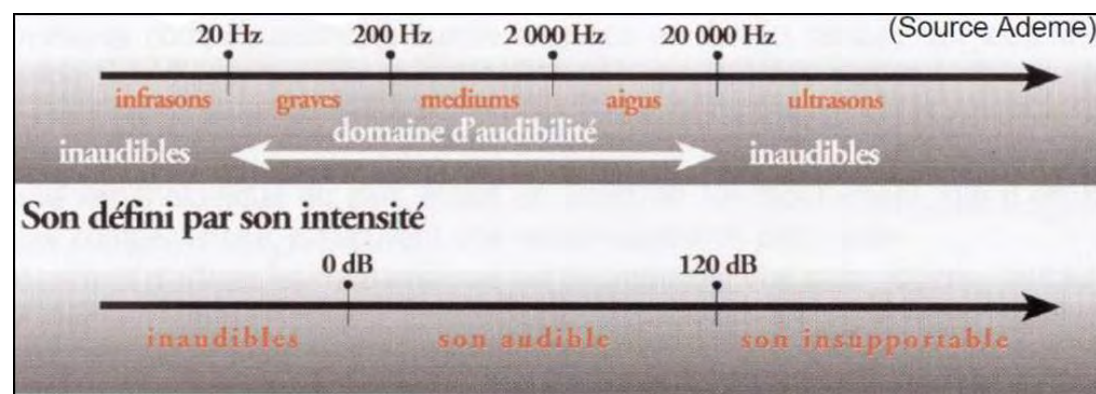 (Source Ademe)
20 Hz 200 Hz 2 000 Hz 20 000 Hz
infrasons graves mediums aigus ultrasons
domaine d'audibilité
inaudibles inaudibles
Son défini par son intensité
0 dB 120 dB
inaudibles son audible son insupportable